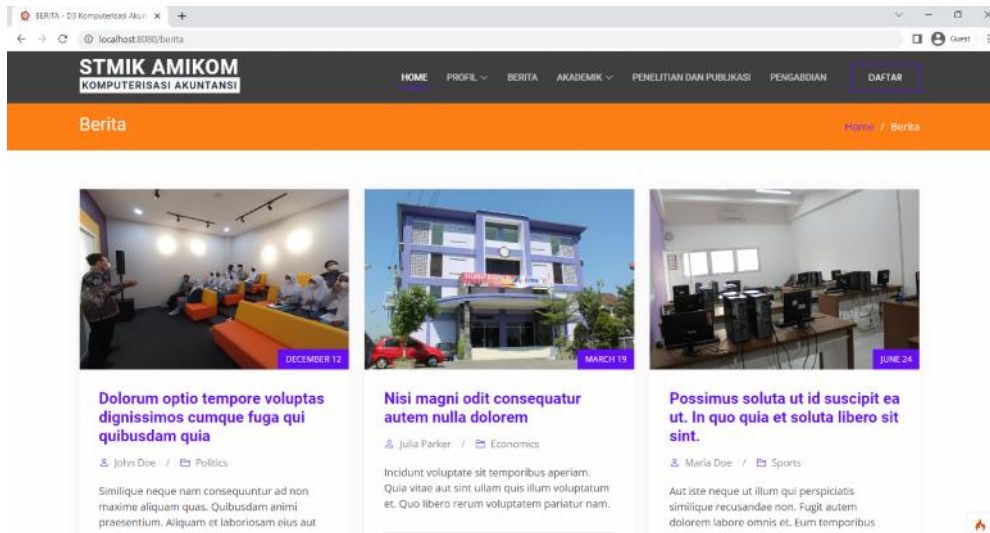 BERITA - D3 Komputerisasi Akun
localhost:8080/berita
Guest
STMIK AMIKOM
KOMPUTERISASI AKUNTANSI
HOME PROFIL BERITA AKADEMIK PENELITIAN DAN PUBLIKASI PENGABDIAN DAFTAR
Berita
Home / Berita
DECEMBER 12
MARCH 19
JUNE 24
Dolorum optio tempore voluptas
dignissimos cumque fuga qui
quibusdam quia
John Doe / Politics
Similique neque nam consequuntur ad non
maxime aliquam quas. Quibusdam animi
praesentium. Aliquam et laboriosam eius aut
Nisi magni odit consequatur
autem nulla dolorem
Julia Parker / Economics
Incidunt voluptate sit temporibus aperiam.
Quia vitae aut sint ullam quis illum voluptatum
et. Quo libero rerum voluptatem pariatur nam.
Possimus soluta ut id suscipit ea
ut. In quo quia et soluta libero sit
sint.
Maria Doe / Sports
Aut iste neque ut illum qui perspiciatis
similique recusandae non. Fugit autem
dolorem labore omnis et. Eum temporibus